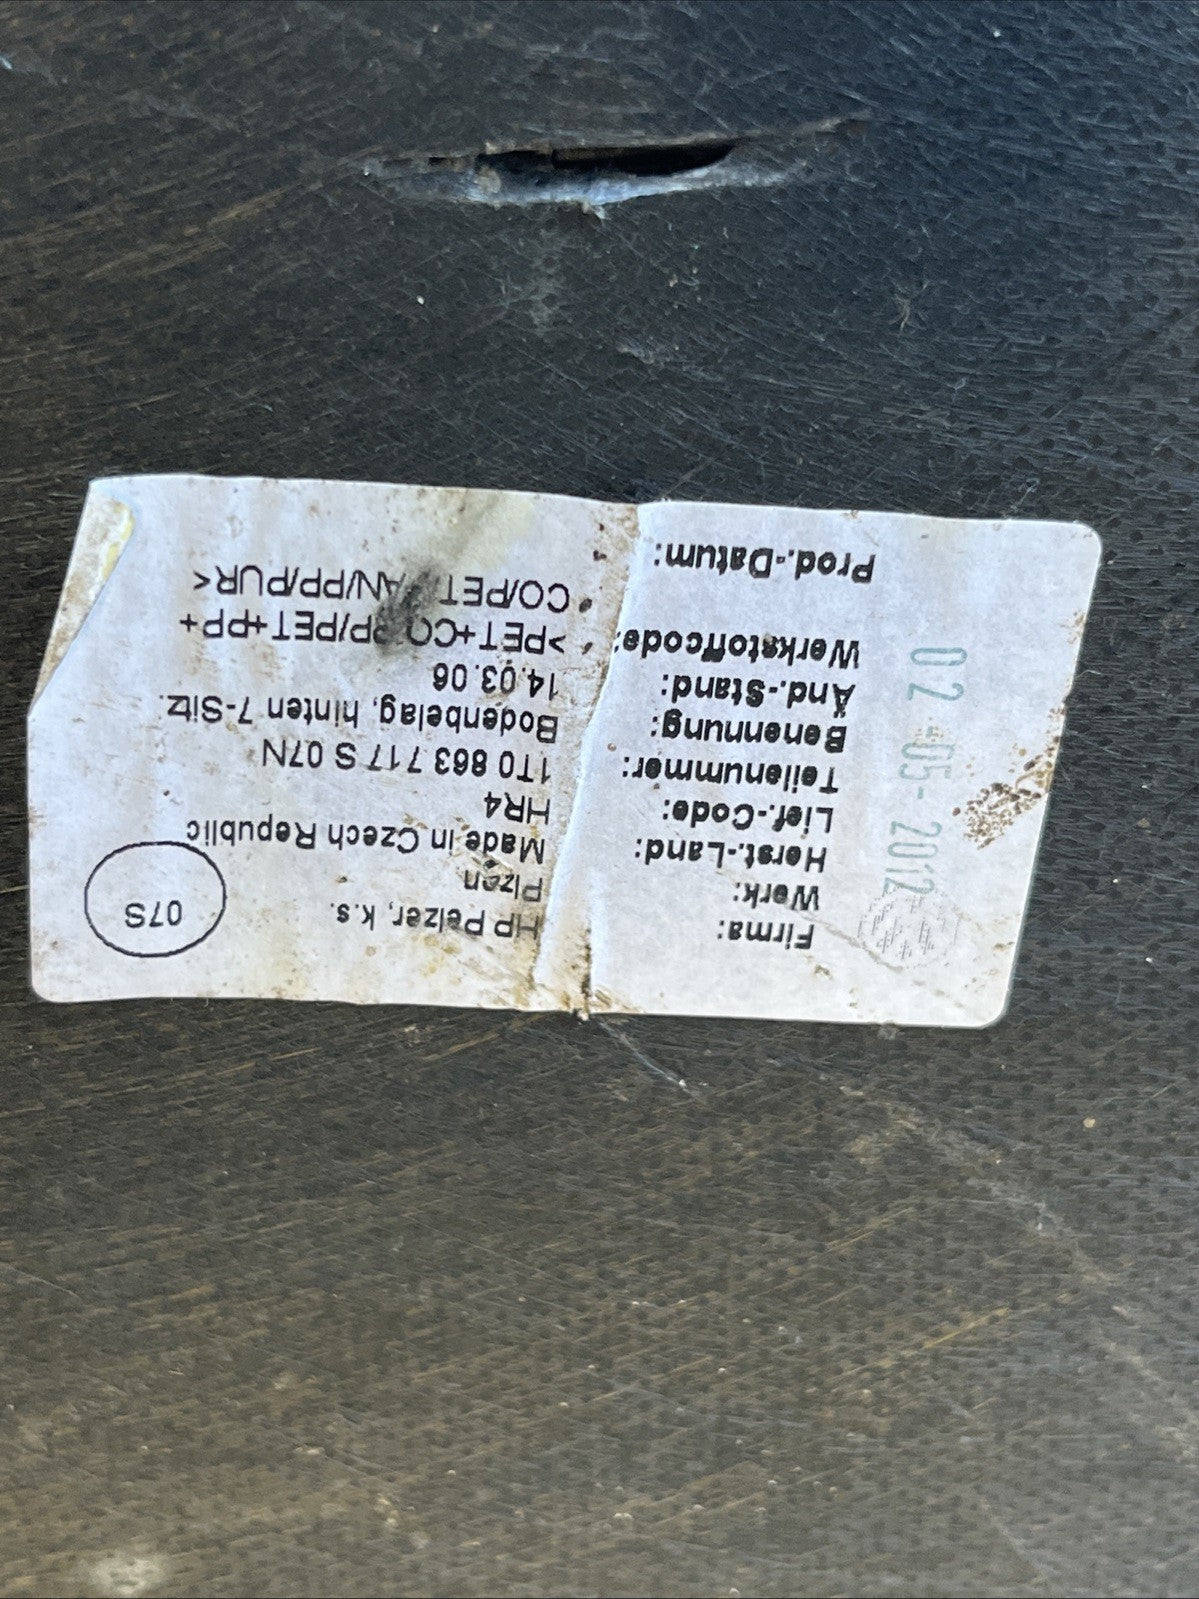 Firma: HP Pelzer, k.s.
Werk: Plzen
Herst.-Land: Made in Czech Republic
Lief.-Code: HR4
Teilenummer: 1T0 863 717 S 07N
Benennung: Bodenbelag, hinten 7-Sitz.
Änd.-Stand: 14.03.06
Werkstoffcode: >PET+CO PP/PET+PP+
CO/PET AN/PP/PUR<
Prod.-Datum:
07S
02-05-2012